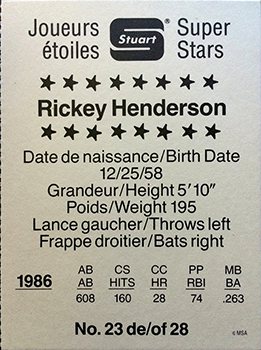 Joueurs Stuart ® Super
étoiles Stars
★ ★ ★ ★ ★ ★ ★ ★
Rickey Henderson
★ ★ ★ ★ ★ ★ ★ ★
Date de naissance/Birth Date
12/25/58
Grandeur/Height 5'10"
Poids/Weight 195
Lance gaucher/Throws left
Frappe droitier/Bats right
AB CS CC PP MB
1986 AB HITS HR RBI BA
608 160 28 74 .263
No. 23 de/of 28 © MSA